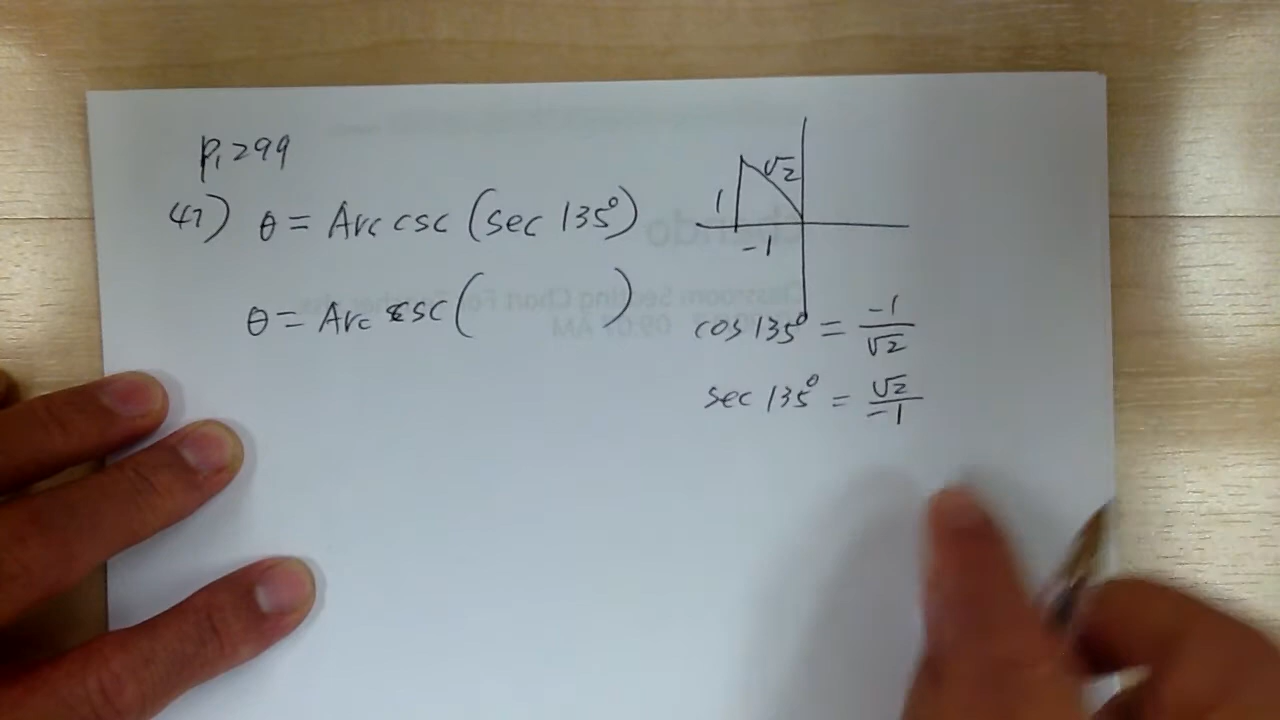 p. 299
47) θ = Arc csc (sec 135°)
θ = Arc csc (      )
√2
1
-1
cos 135° = -1/√2
sec 135° = √2/-1